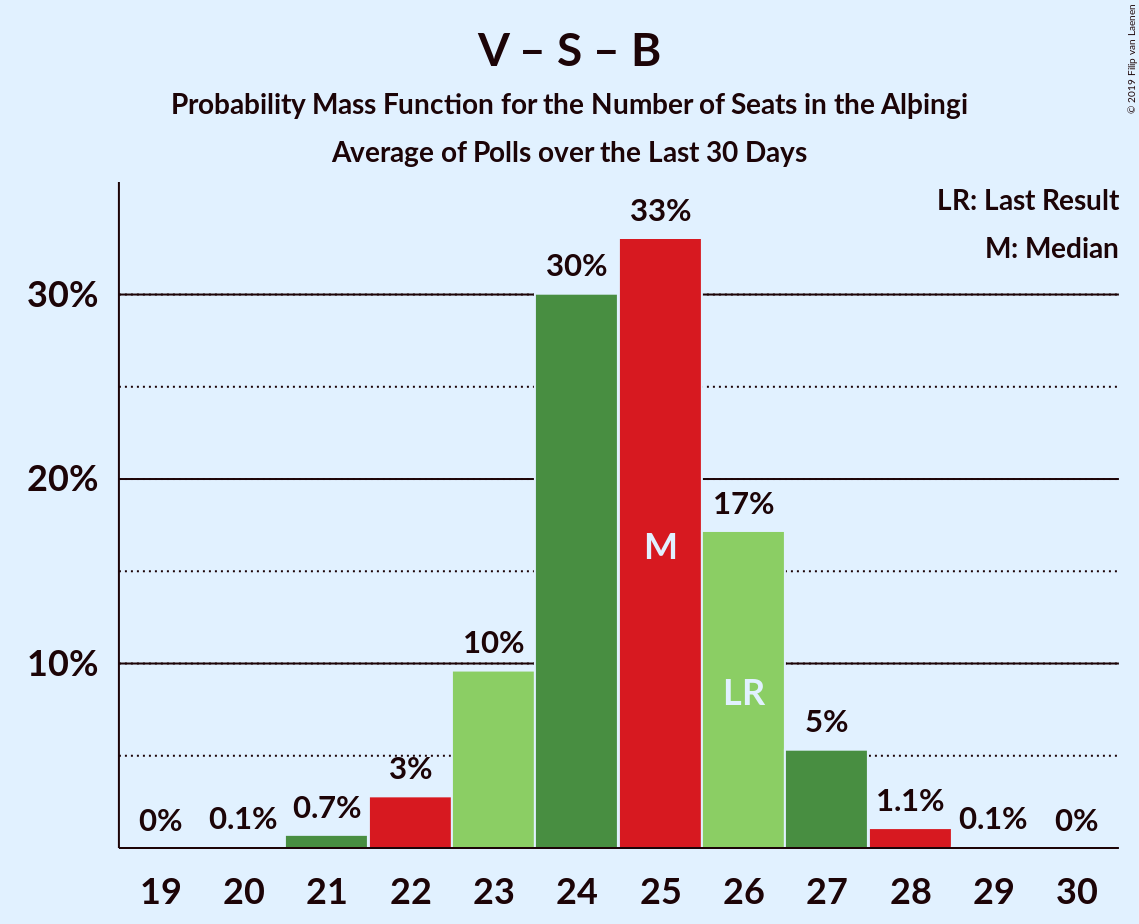 V – S – B
Probability Mass Function for the Number of Seats in the Alþingi
Average of Polls over the Last 30 Days
© 2019 Filip van Laenen
LR: Last Result
M: Median
33%
30%
30%
20%
17%
M
10%
10%
LR
5%
3%
0%
0.1%
0.7%
1.1%
0.1%
0%
19 20 21 22 23 24 25 26 27 28 29 30